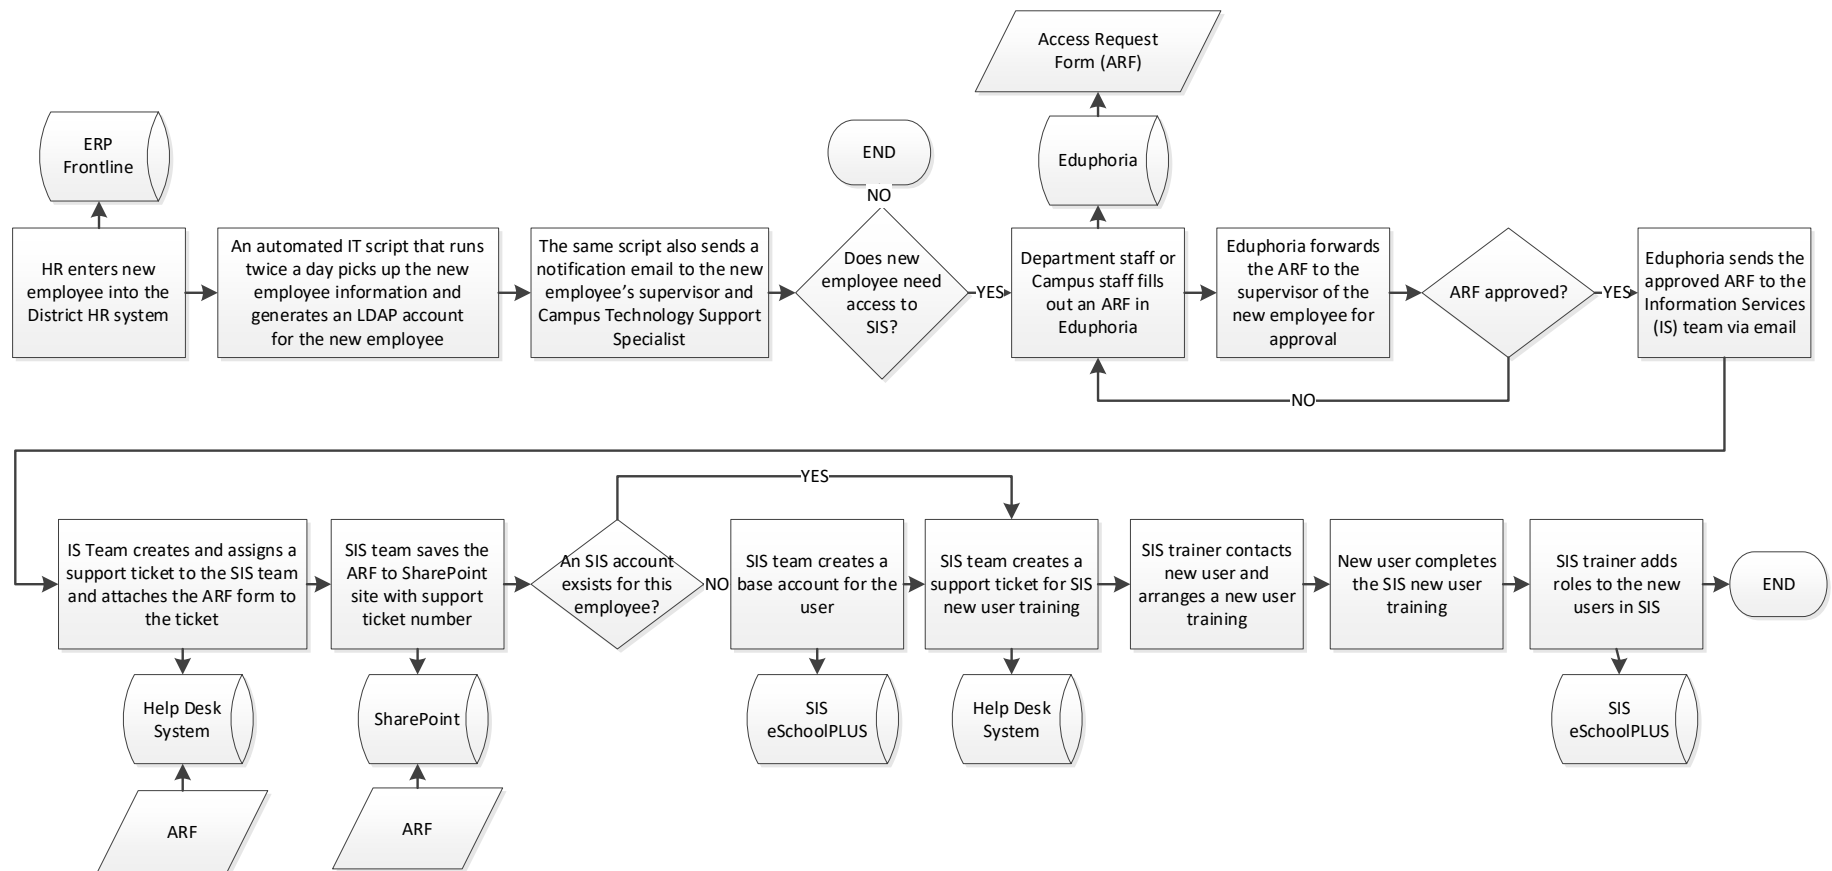 Access Request
Form (ARF)
ERP
Frontline
END
Eduphoria
NO
HR enters new
employee into the
District HR system
An automated IT script that runs
twice a day picks up the new
employee information and
generates an LDAP account
for the new employee
The same script also sends a
notification email to the new
employee’s supervisor and
Campus Technology Support
Specialist
Does new
employee need
access to
SIS?
YES
Department staff or
Campus staff fills
out an ARF in
Eduphoria
Eduphoria forwards
the ARF to the
supervisor of the
new employee for
approval
ARF approved?
YES
Eduphoria sends the
approved ARF to the
Information Services
(IS) team via email
NO
YES
IS Team creates and assigns a
support ticket to the SIS team
and attaches the ARF form to
the ticket
SIS team saves the
ARF to SharePoint
site with support
ticket number
An SIS account
exsists for this
employee?
NO
SIS team creates a
base account for the
user
SIS team creates a
support ticket for SIS
new user training
SIS trainer contacts
new user and
arranges a new user
training
New user completes
the SIS new user
training
SIS trainer adds
roles to the new
users in SIS
END
Help Desk
System
SharePoint
SIS
eSchoolPLUS
Help Desk
System
SIS
eSchoolPLUS
ARF
ARF